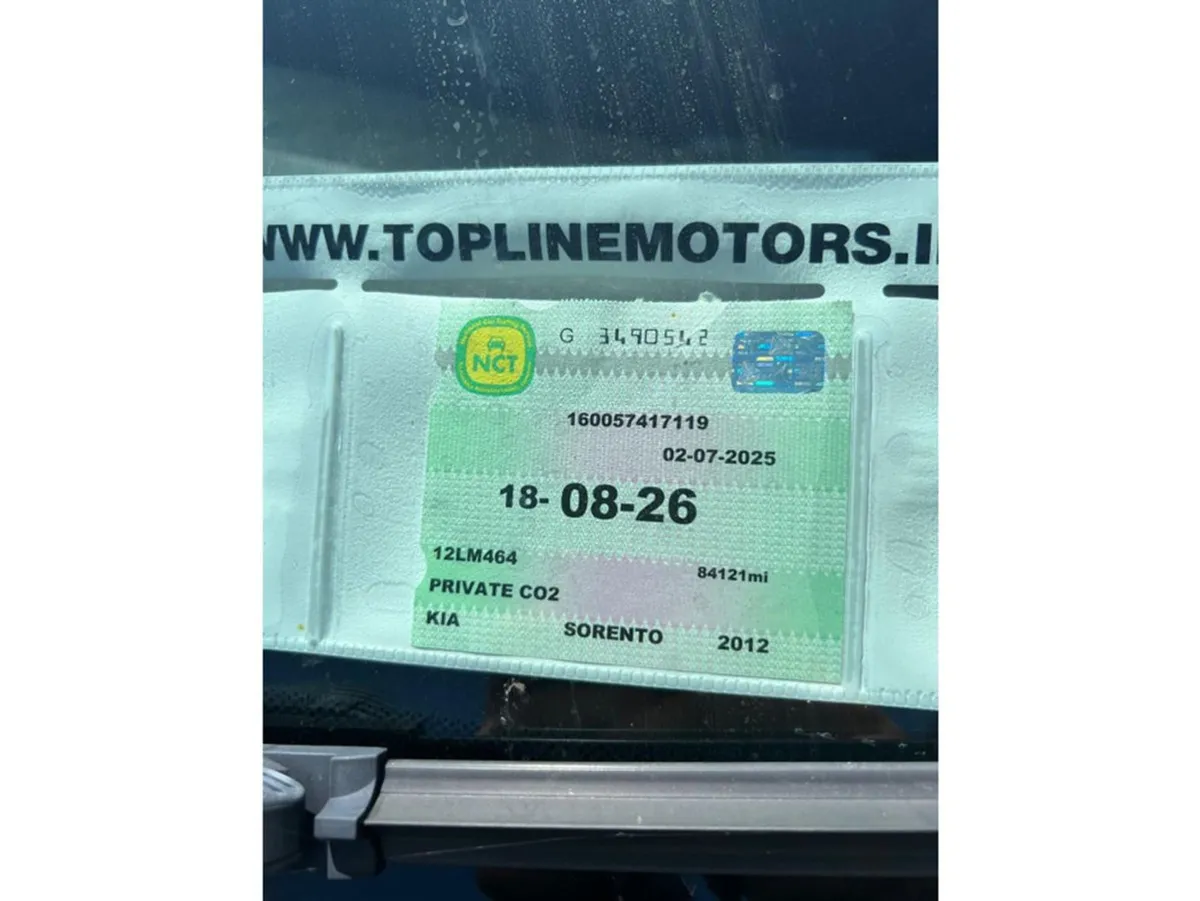 WWW.TOPLINEMOTORS.I
NCT
G 3490542
160057417119
02-07-2025
18- 08-26
12LM464
84121mi
PRIVATE CO2
KIA SORENTO 2012